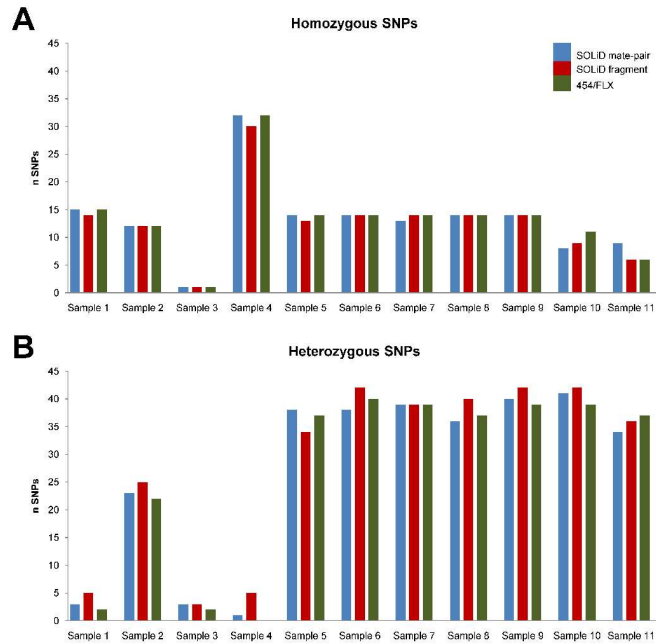 A
Homozygous SNPs
45
40
35
30
25
20
15
10
5
0
n SNPs
SOLiD mate-pair
SOLiD fragment
454/FLX
Sample 1 Sample 2 Sample 3 Sample 4 Sample 5 Sample 6 Sample 7 Sample 8 Sample 9 Sample 10 Sample 11
B
Heterozygous SNPs
45
40
35
30
25
20
15
10
5
0
n SNPs
Sample 1 Sample 2 Sample 3 Sample 4 Sample 5 Sample 6 Sample 7 Sample 8 Sample 9 Sample 10 Sample 11